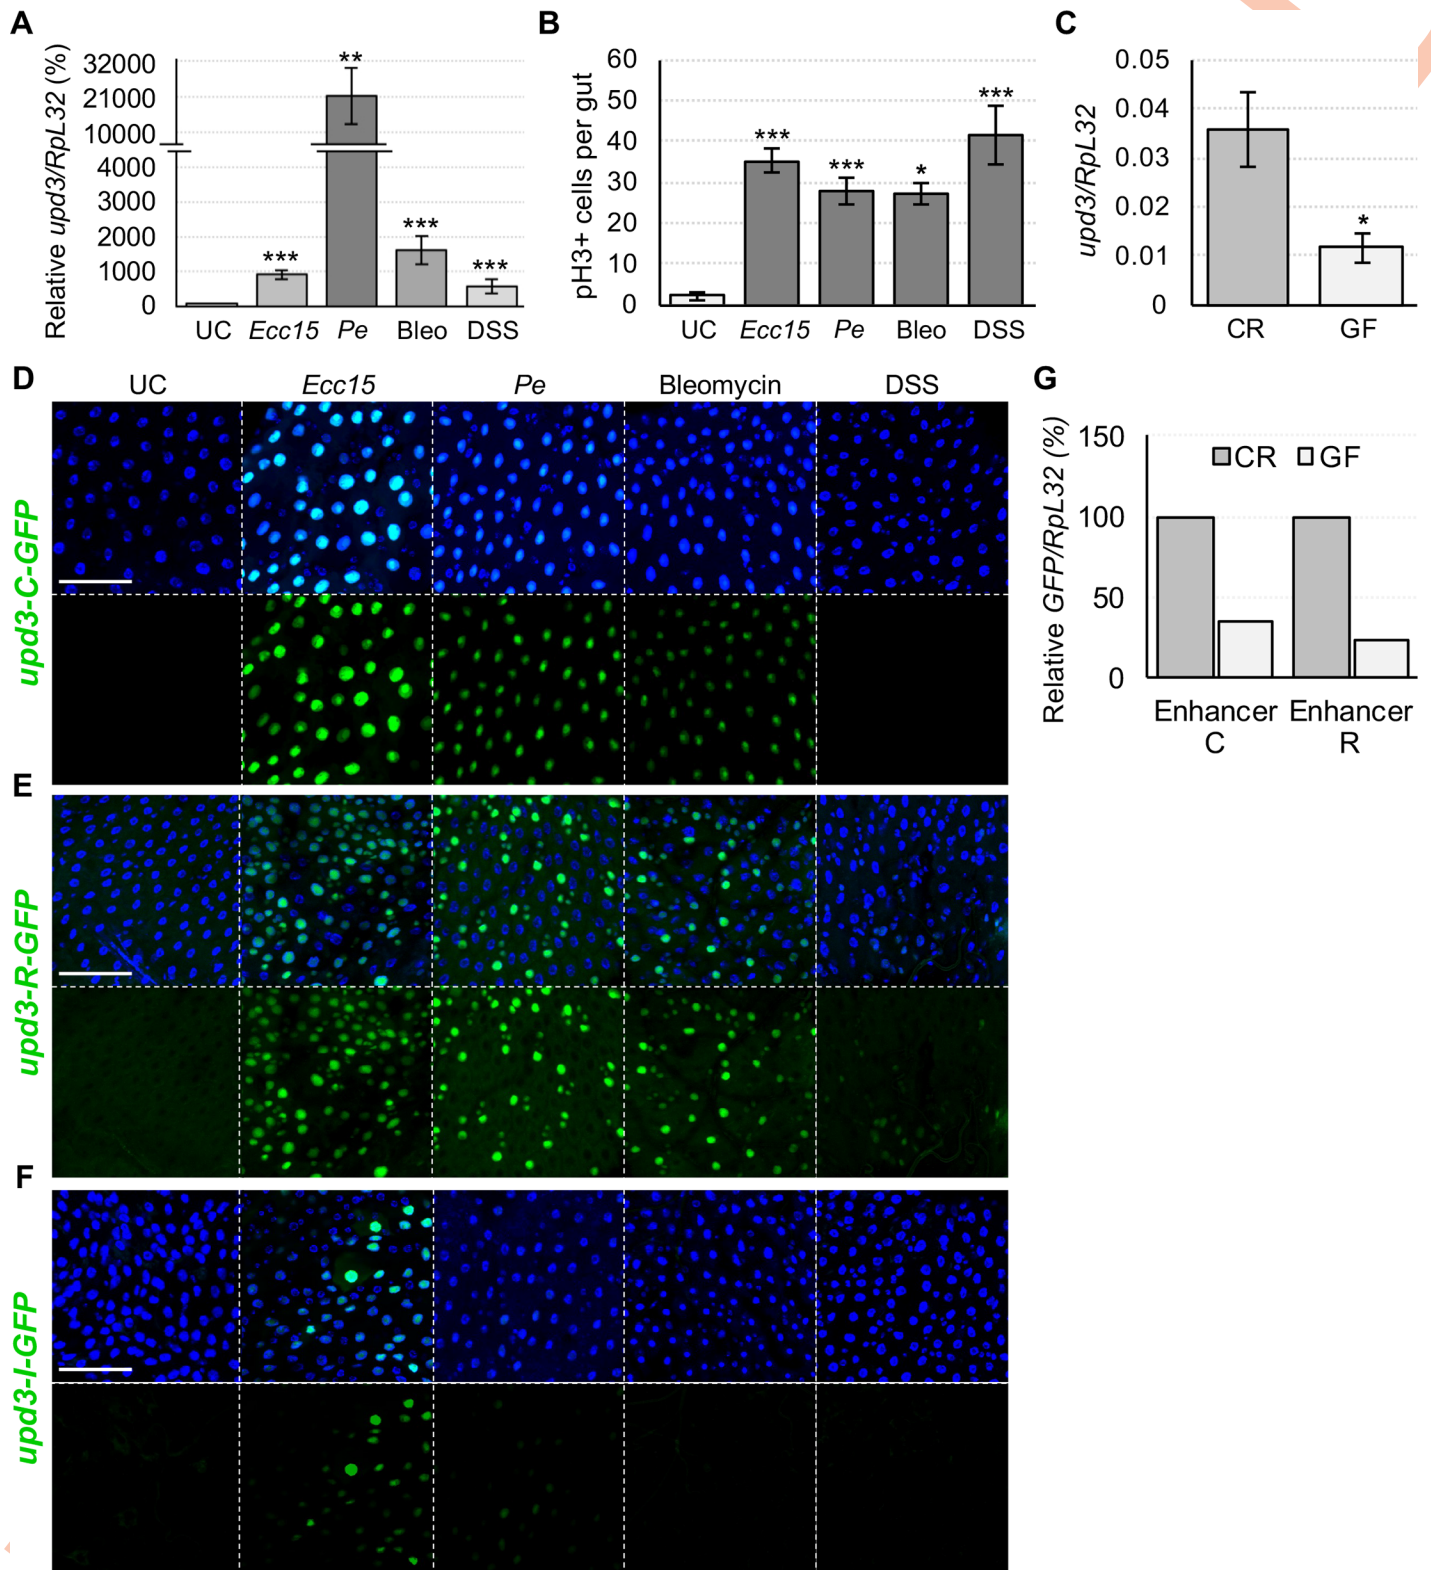 A
Relative upd3/RpL32 (%)
32000
21000
10000
4000
3000
2000
1000
0
**
***
***
***
UC Ecc15 Pe Bleo DSS
B
pH3+ cells per gut
60
50
40
30
20
10
0
***
***
*
***
UC Ecc15 Pe Bleo DSS
C
upd3/RpL32
0.05
0.04
0.03
0.02
0.01
0
*
CR GF
D
UC Ecc15 Pe Bleomycin DSS
upd3-C-GFP
E
upd3-R-GFP
F
upd3-I-GFP
G
Relative GFP/RpL32 (%)
150
100
50
0
CR GF
Enhancer Enhancer
C R